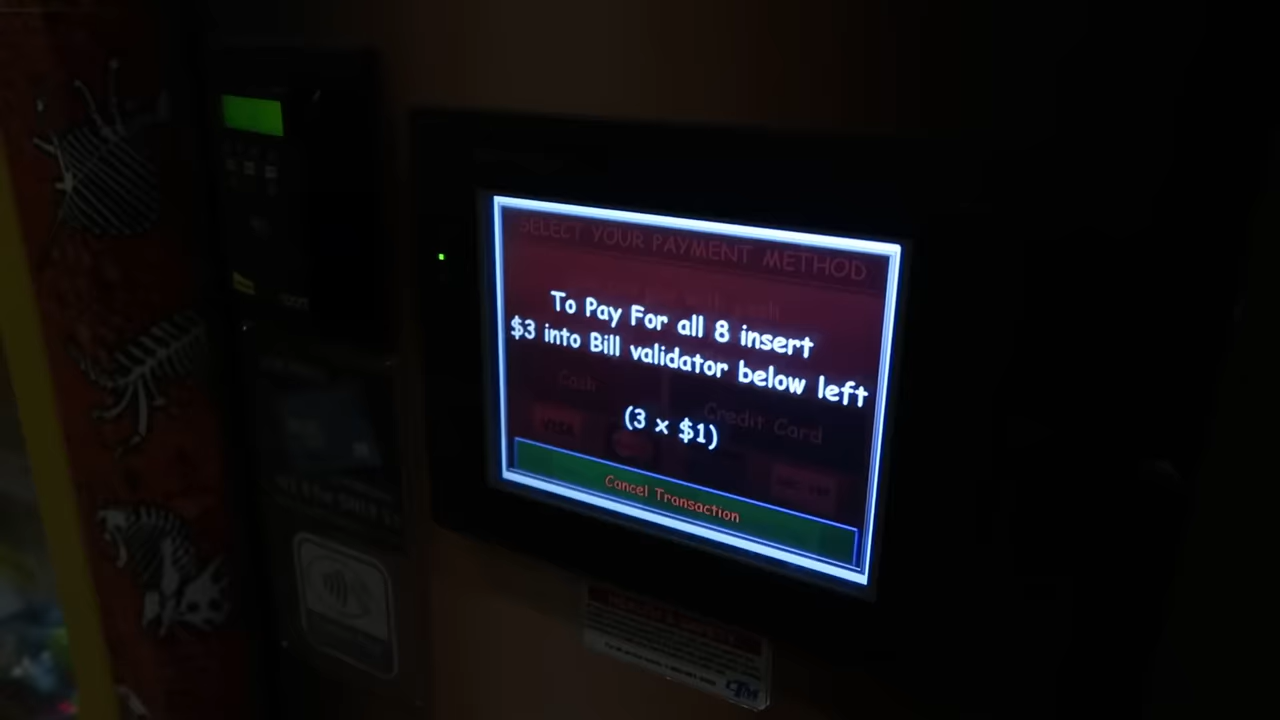 SELECT YOUR PAYMENT METHOD
To Pay For all 8 insert
$3 into Bill validator below left
Cash
Credit Card
(3 x $1)
VISA
Cancel Transaction